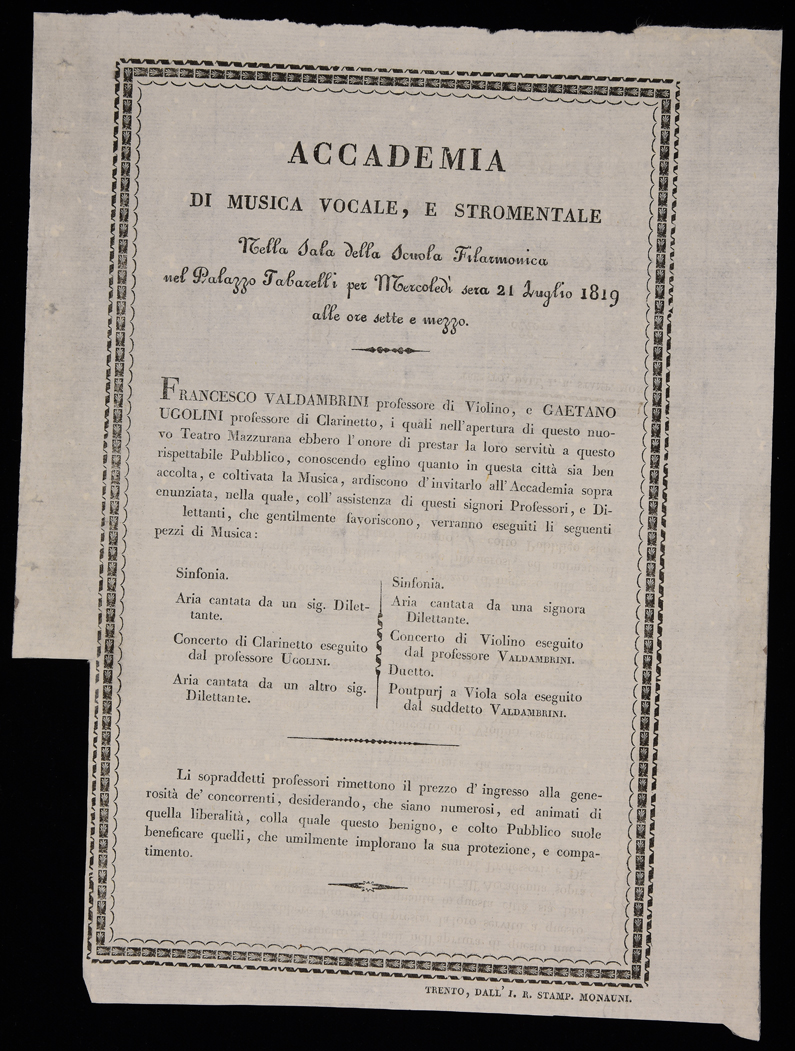 ACCADEMIA
DI MUSICA VOCALE, E STROMENTALE
Nella Sala della Scuola Filarmonica
nel Palazzo Tabarelli per Mercoledì sera 21 Luglio 1819
alle ore sette e mezzo.
FRANCESCO VALDAMBRINI professore di Violino, e GAETANO
UGOLINI professore di Clarinetto, i quali nell'apertura di questo nuo-
vo Teatro Mazzurana ebbero l'onore di prestar la loro servitù a questo
rispettabile Pubblico, conoscendo eglino quanto in questa città sia ben
accolta, e coltivata la Musica, ardiscono d'invitarlo all'Accademia sopra
enunziata, nella quale, coll' assistenza di questi signori Professori, e Di-
lettanti, che gentilmente favoriscono, verranno eseguiti li seguenti
pezzi di Musica:
Sinfonia.
Aria cantata da un sig. Dilet-
tante.
Concerto di Clarinetto eseguito
dal professore UGOLINI.
Aria cantata da un altro sig.
Dilettante.
Sinfonia.
Aria cantata da una signora
Dilettante.
Concerto di Violino eseguito
dal professore VALDAMBRINI.
Duetto.
Poutpurj a Viola sola eseguito
dal suddetto VALDAMBRINI.
Li sopraddetti professori rimettono il prezzo d' ingresso alla gene-
rosità de' concorrenti, desiderando, che siano numerosi, ed animati di
quella liberalità, colla quale questo benigno, e colto Pubblico suole
beneficare quelli, che umilmente implorano la sua protezione, e compa-
timento.
TRENTO, DALL' I. R. STAMP. MONAUNI.